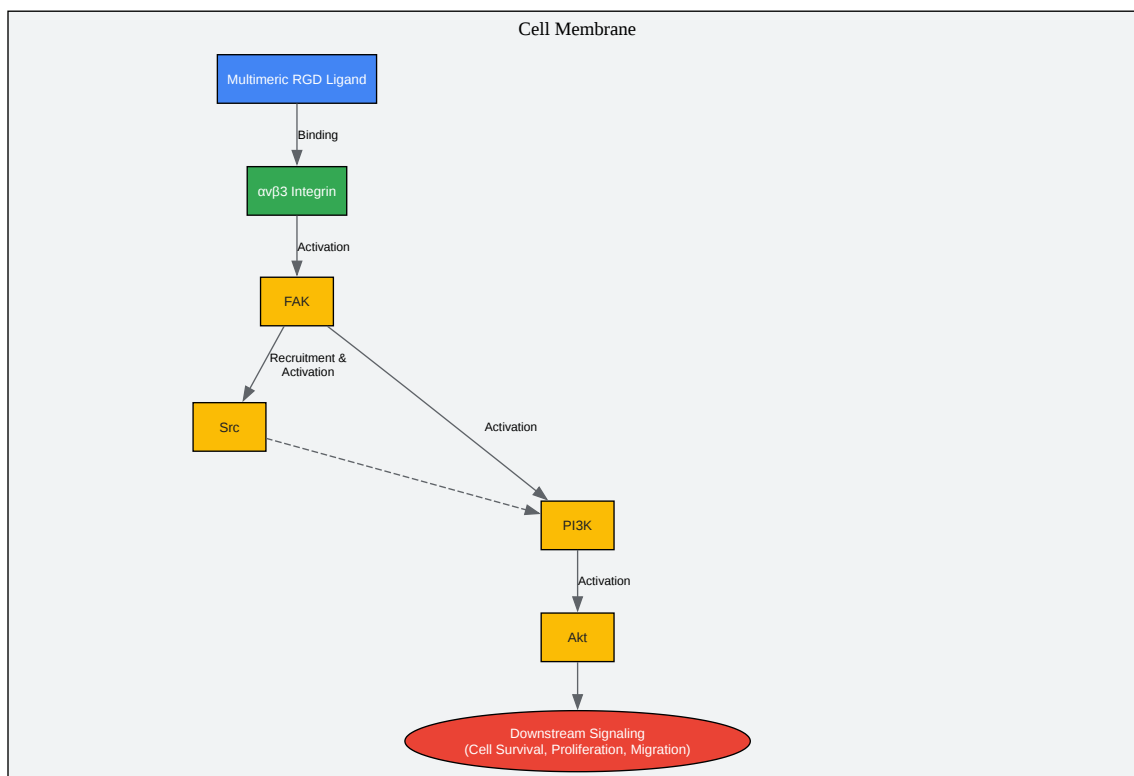 Cell Membrane
Multimeric RGD Ligand
Binding
αvβ3 Integrin
Activation
FAK
Recruitment &
Activation
Src
Activation
PI3K
Activation
Akt
Downstream Signaling
(Cell Survival, Proliferation, Migration)